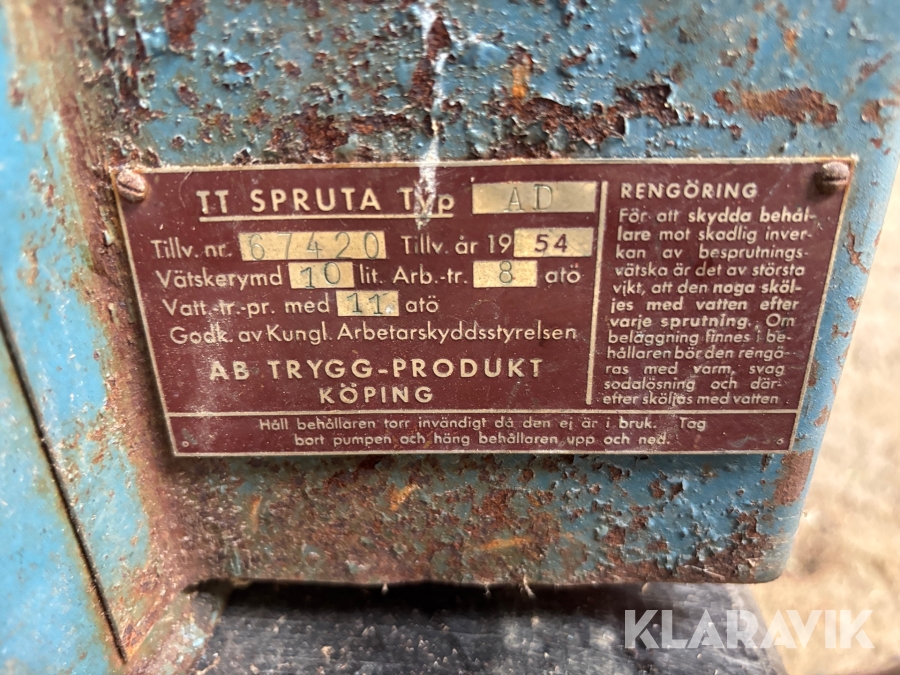 TT SPRUTA Typ AD
Tillv. nr. 67420 Tillv. år 19 54
Vätskerymd 10 lit. Arb.-tr. 8 atö
Vatt.-tr.-pr. med 11 atö
Godk. av Kungl. Arbetarskyddsstyrelsen
AB TRYGG-PRODUKT
KÖPING
RENGÖRING
För att skydda behål-
lare mot skadlig inver-
kan av besprutnings-
vätska är det av största
vikt, att den noga sköl-
jes med vatten efter
varje sprutning. Om
beläggning finnes i be-
hållaren bör den rengö-
ras med varm, svag
sodalösning och där-
efter sköljas med vatten.
Håll behållaren torr invändigt då den ej är i bruk. Tag
bort pumpen och häng behållaren upp och ned.
KLARAVIK